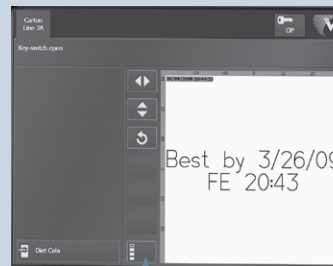 Carton
Line 3A
OP
Key-switch open
Best by 3/26/09
FE 20:43
Diet Cola